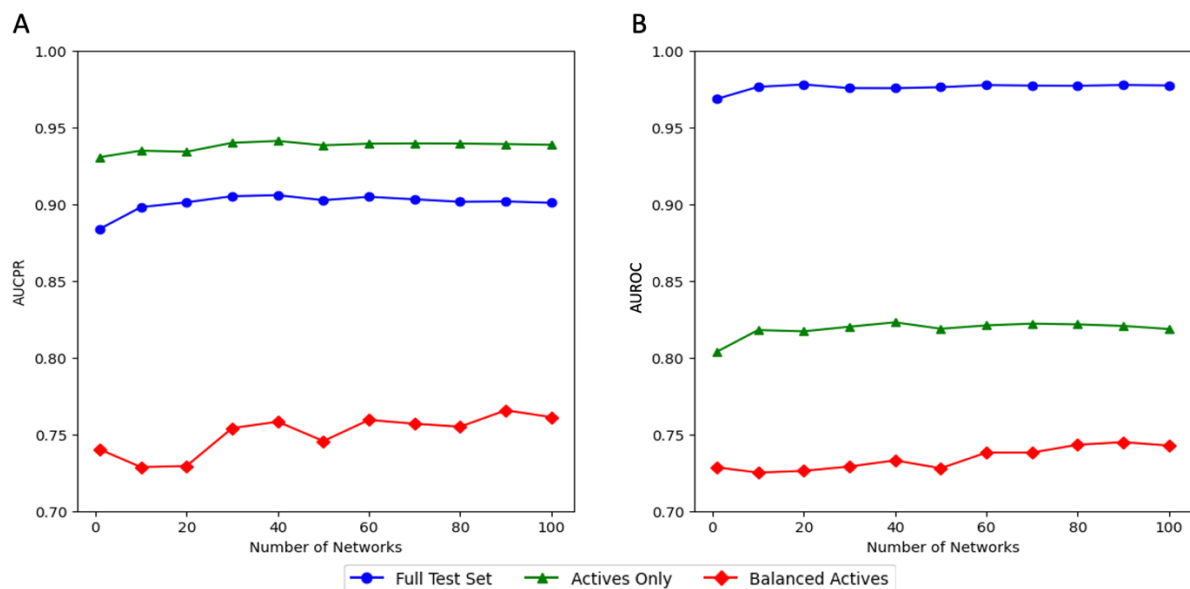 A
1.00
0.95
0.90
0.85
0.80
0.75
0.70
AUCPR
0 20 40 60 80 100
Number of Networks
B
1.00
0.95
0.90
0.85
0.80
0.75
0.70
AUROC
0 20 40 60 80 100
Number of Networks
Full Test Set Actives Only Balanced Actives